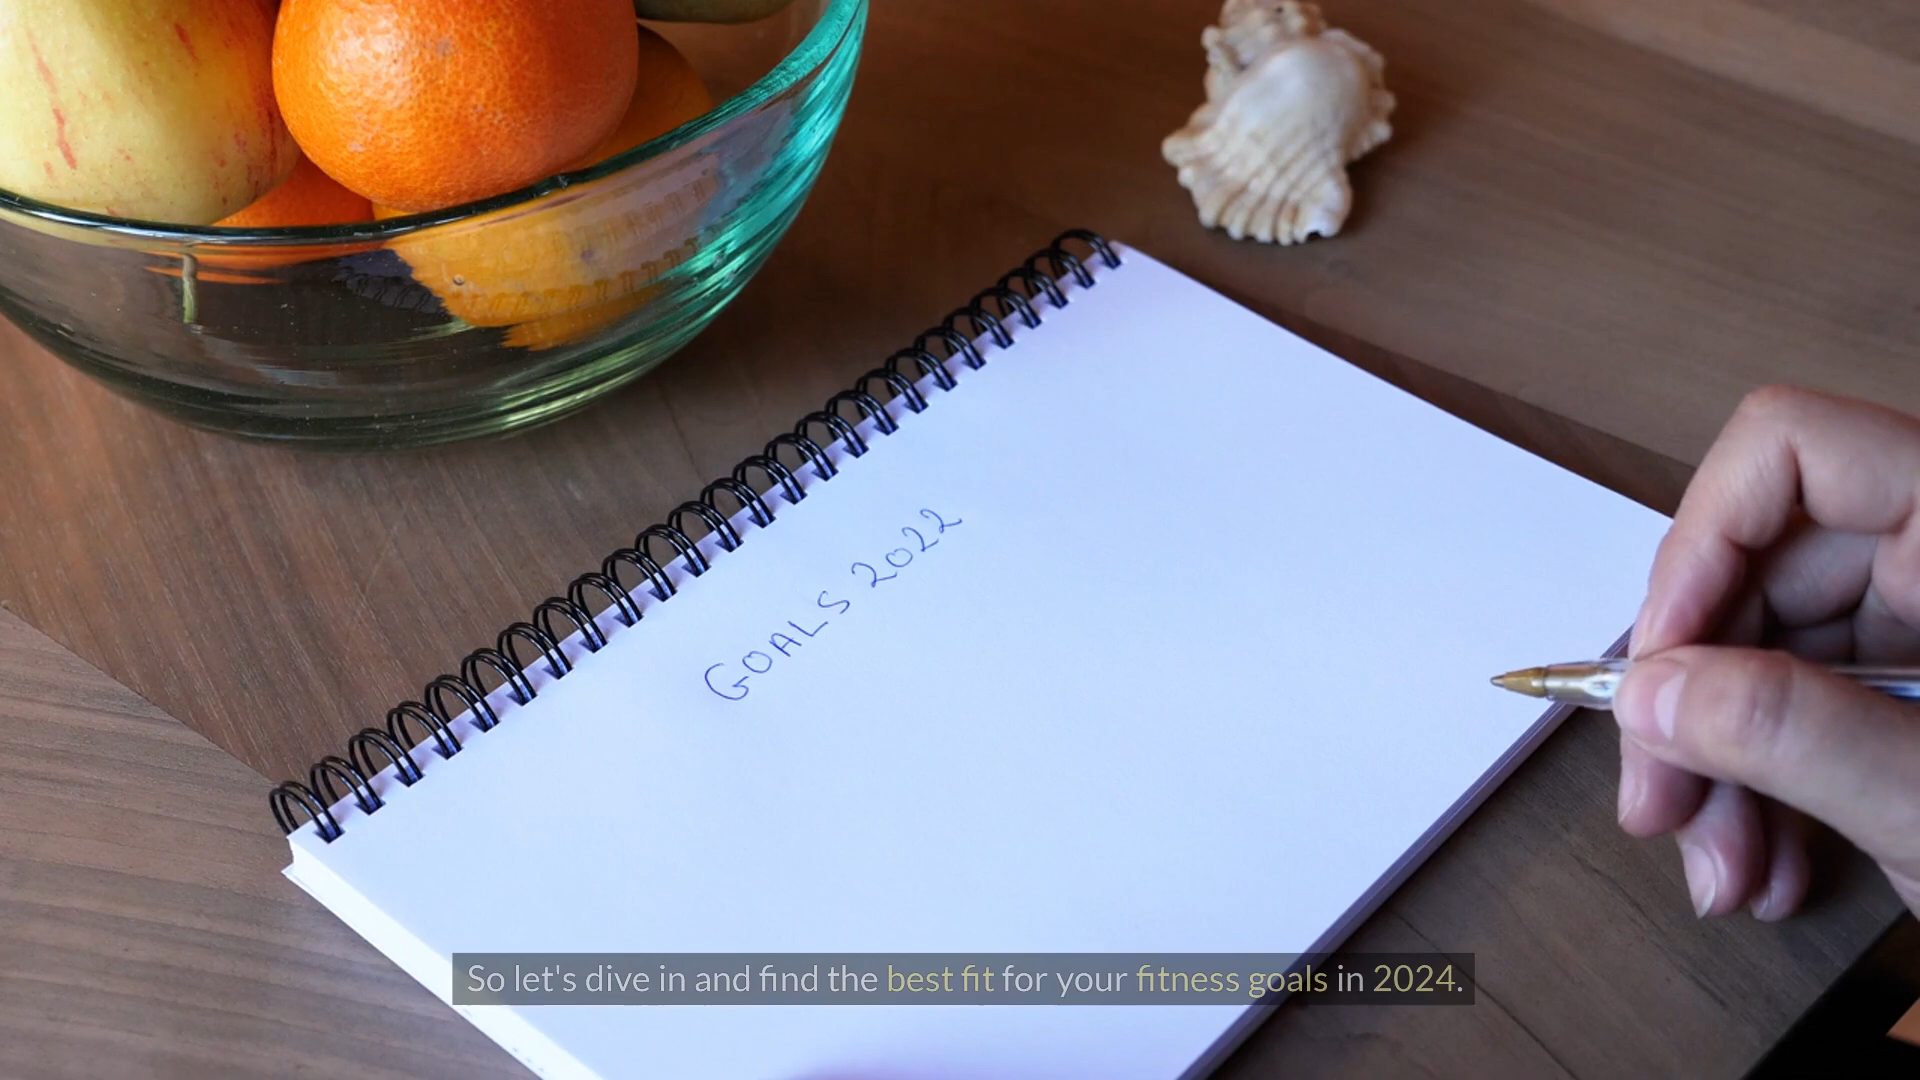 GOALS 2022
So let's dive in and find the best fit for your fitness goals in 2024.